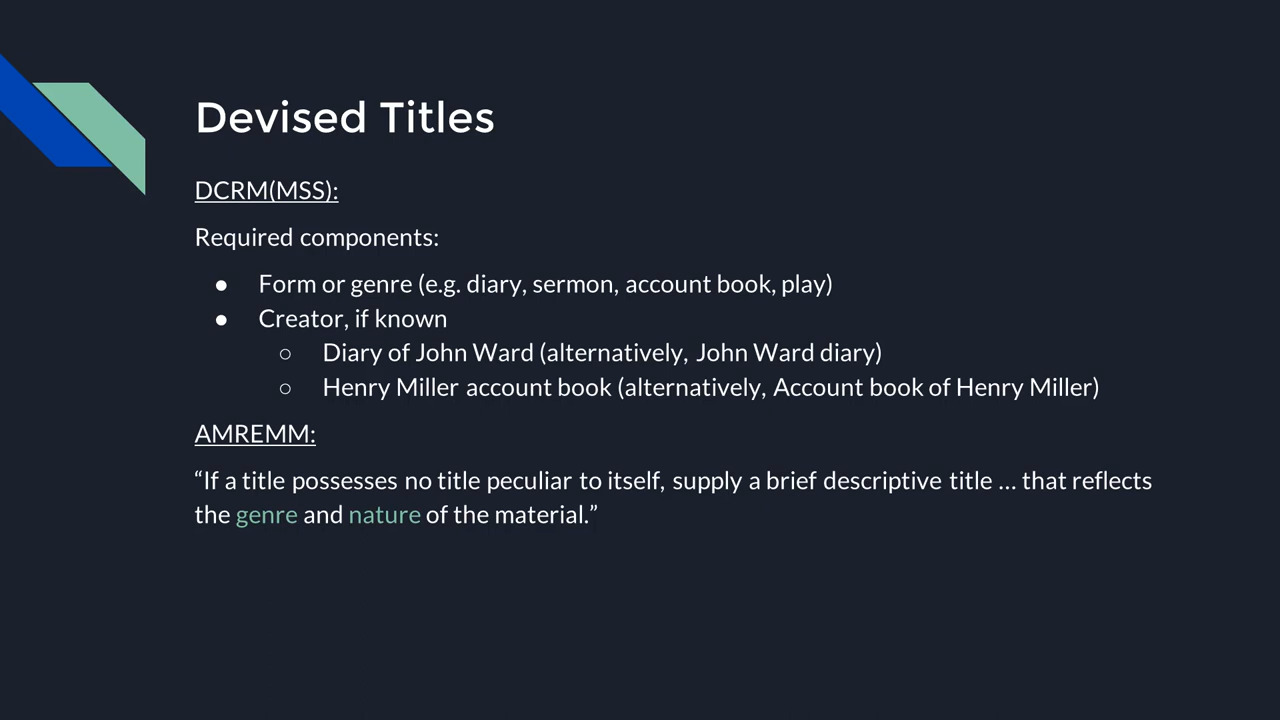 Devised Titles
DCRM(MSS):
Required components:
● Form or genre (e.g. diary, sermon, account book, play)
● Creator, if known
○ Diary of John Ward (alternatively, John Ward diary)
○ Henry Miller account book (alternatively, Account book of Henry Miller)
AMREMM:
“If a title possesses no title peculiar to itself, supply a brief descriptive title ... that reflects
the genre and nature of the material.”